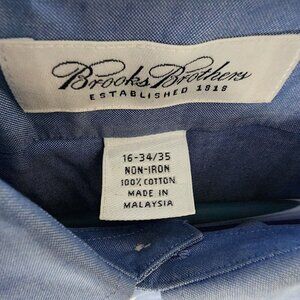 Brooks Brothers
ESTABLISHED 1818
16-34/35
NON-IRON
100% COTTON
MADE IN
MALAYSIA